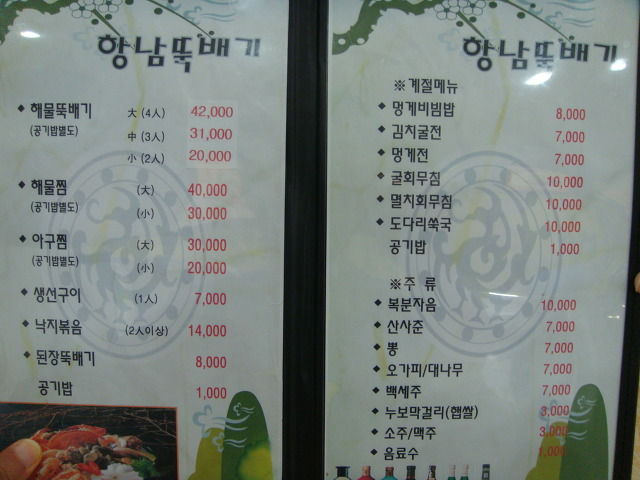 항남뚝배기
◆ 해물뚝배기 大 (4人) 42,000
(공기밥별도) 中 (3人) 31,000
小 (2人) 20,000
◆ 해물찜 (大) 40,000
(공기밥별도) (小) 30,000
◆ 아구찜 (大) 30,000
(공기밥별도) (小) 20,000
◆ 생선구이 (1人) 7,000
◆ 낙지볶음 (2人이상) 14,000
◆ 된장뚝배기 8,000
공기밥 1,000
항남뚝배기
※계절메뉴
◆ 멍게비빔밥 8,000
◆ 김치굴전 7,000
◆ 멍게전 7,000
◆ 굴회무침 10,000
◆ 멸치회무침 10,000
◆ 도다리쑥국 10,000
공기밥 1,000
※주 류
◆ 복분자음 10,000
◆ 산사춘 7,000
◆ 뽕 7,000
◆ 오가피/대나무 7,000
◆ 백세주 7,000
◆ 누보막걸리(햅쌀) 3,000
◆ 소주/맥주 3,000
◆ 음료수 1,000